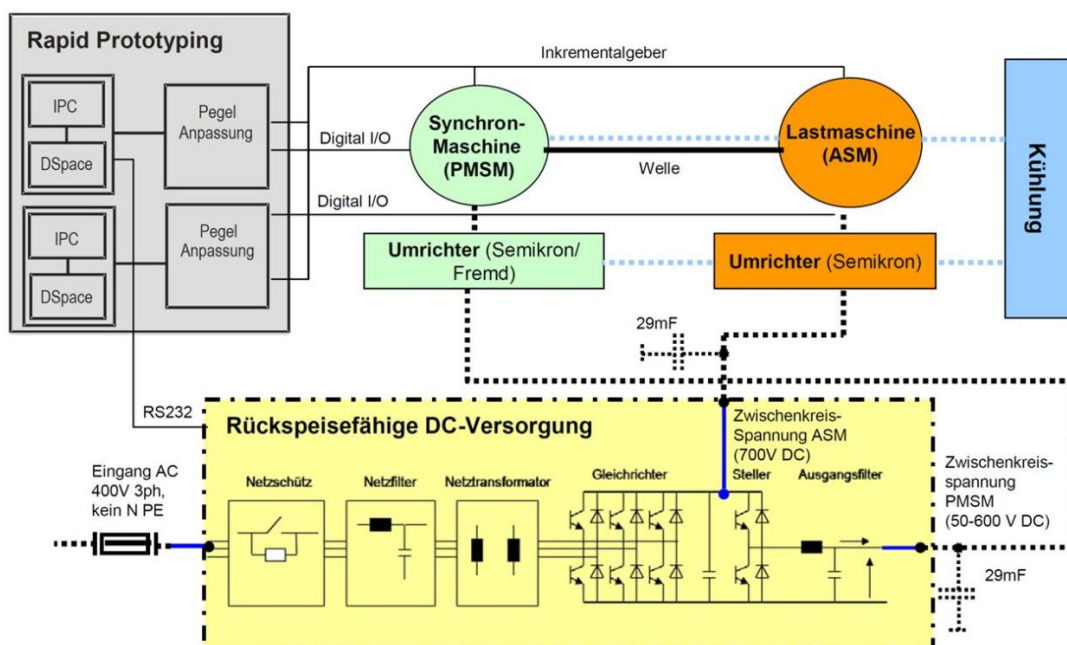 Rapid Prototyping
IPC
DSpace
Pegel
Anpassung
IPC
DSpace
Pegel
Anpassung
Inkrementalgeber
Digital I/O
Synchron-
Maschine
(PMSM)
Welle
Lastmaschine
(ASM)
Kühlung
Digital I/O
Umrichter (Semikron/
Fremd)
Umrichter (Semikron)
29mF
RS232
Rückspeisefähige DC-Versorgung
Zwischenkreis-
Spannung ASM
(700V DC)
Eingang AC
400V 3ph,
kein N PE
Netzschütz
Netzfilter
Netztransformator
Gleichrichter
Steller
Ausgangsfilter
Zwischenkreis-
spannung
PMSM
(50-600 V DC)
29mF